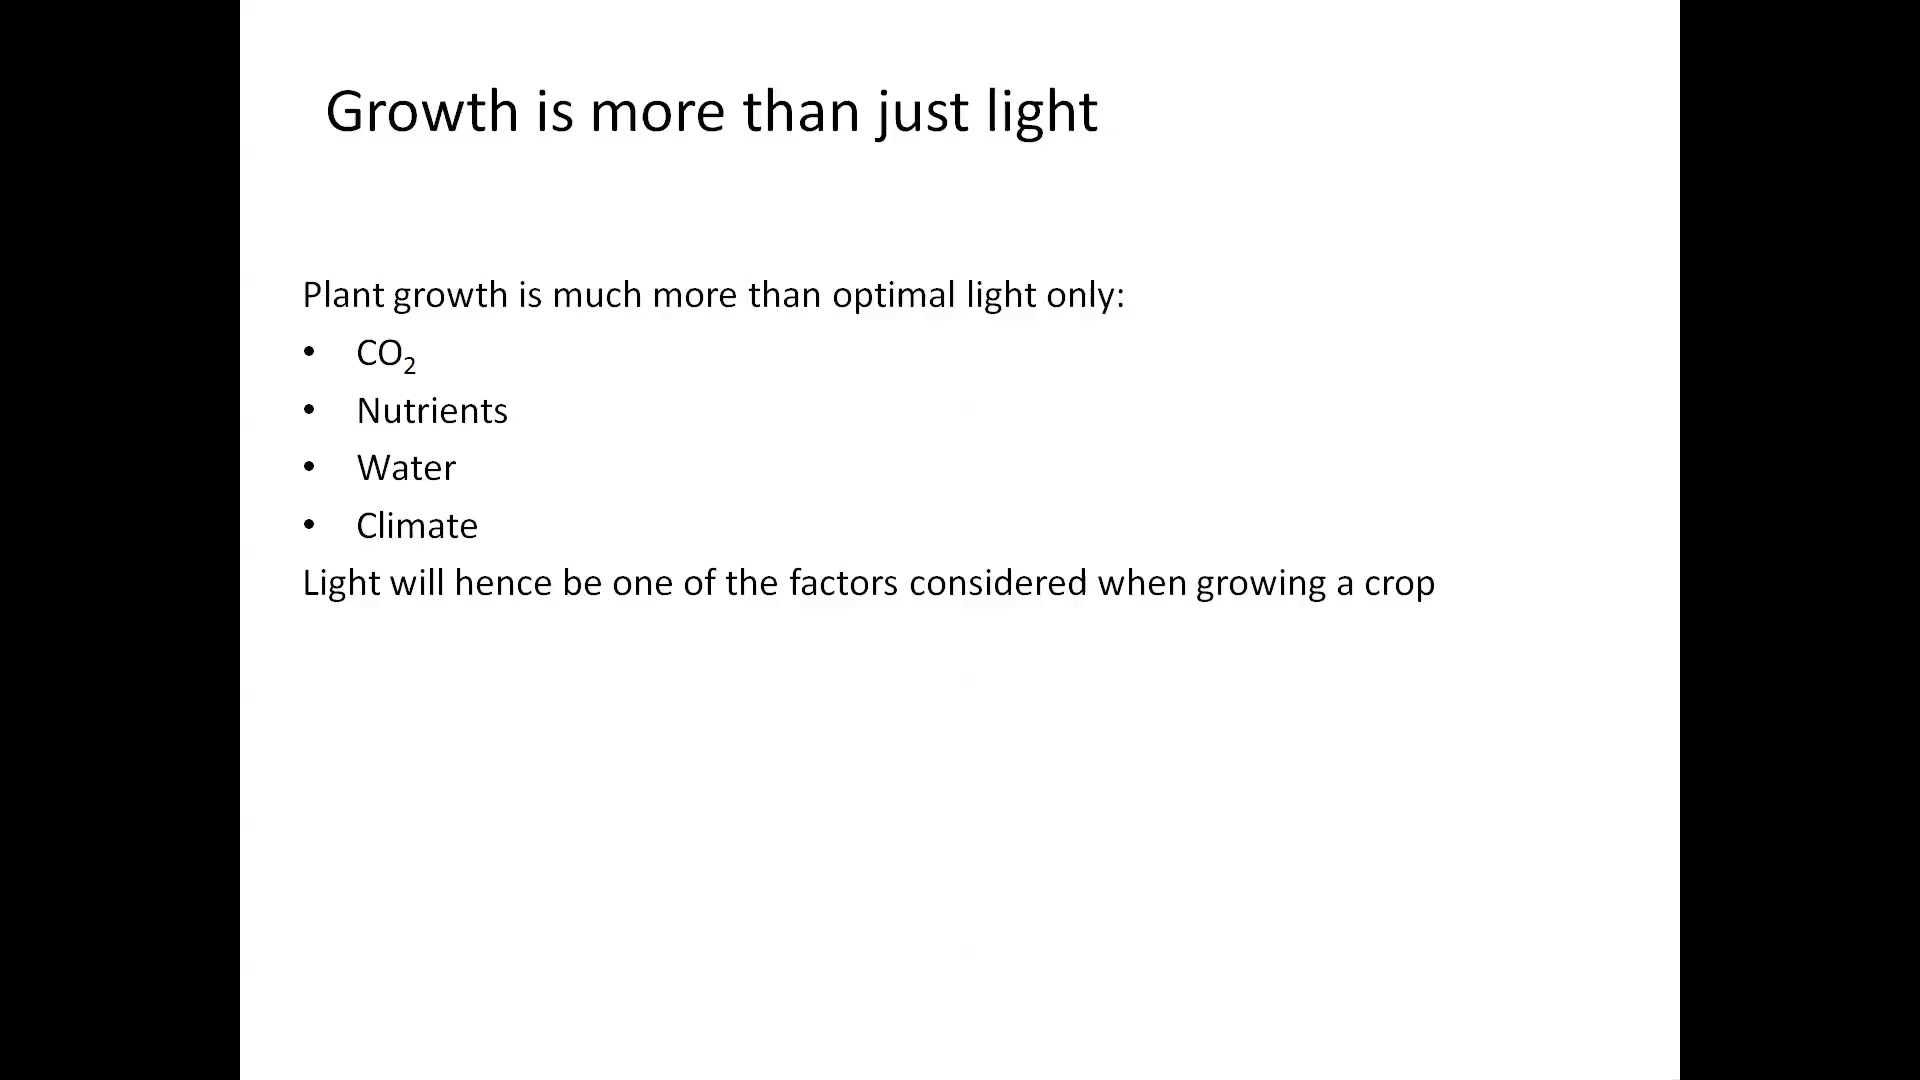 Growth is more than just light
Plant growth is much more than optimal light only:
• CO₂
• Nutrients
• Water
• Climate
Light will hence be one of the factors considered when growing a crop